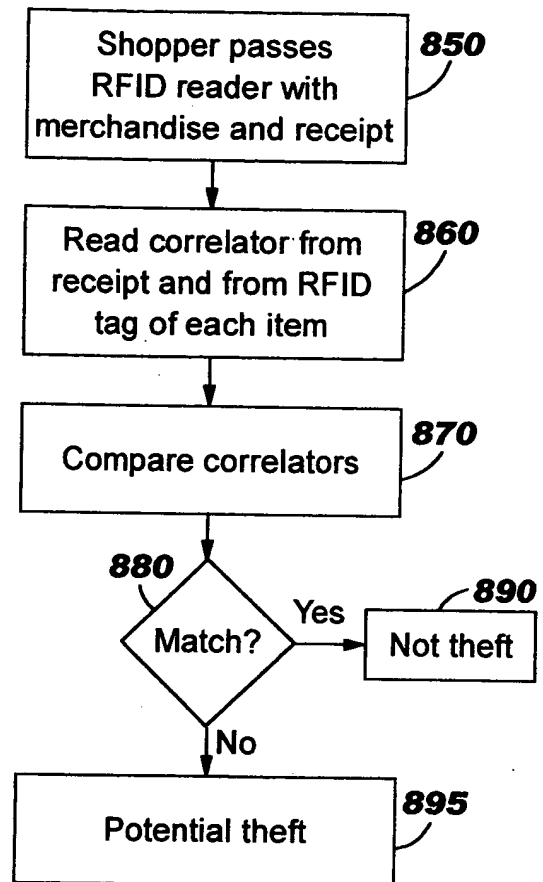 Shopper passes
RFID reader with
merchandise and receipt
850
Read correlator from
receipt and from RFID
tag of each item
860
Compare correlators
870
880
Match?
Yes
890
Not theft
No
Potential theft
895